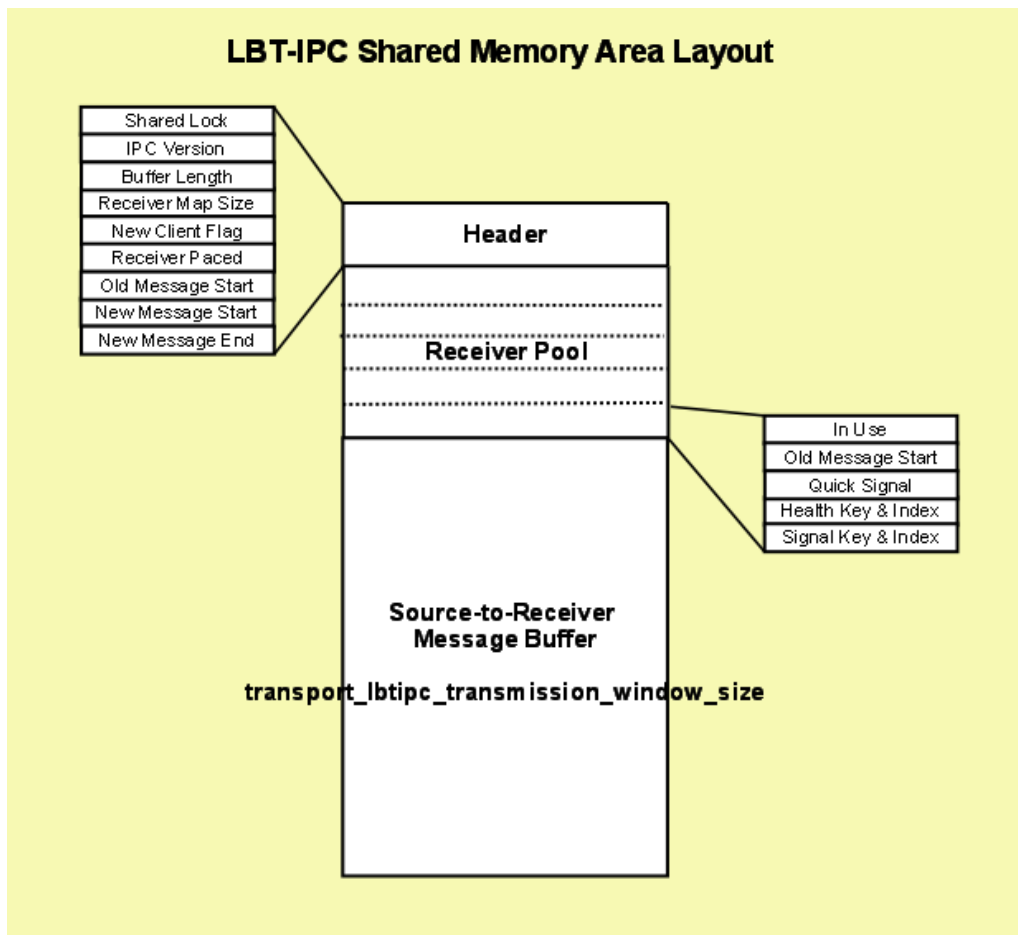 LBT-IPC Shared Memory Area Layout
Shared Lock
IPC Version
Buffer Length
Receiver Map Size
New Client Flag
Receiver Paced
Old Message Start
New Message Start
New Message End
Header
Receiver Pool
In Use
Old Message Start
Quick Signal
Health Key & Index
Signal Key & Index
Source-to-Receiver
Message Buffer
transport_lbtipc_transmission_window_size